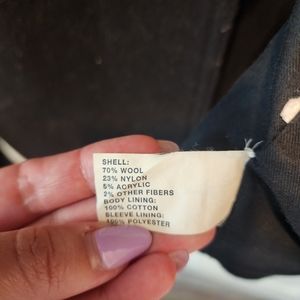 SHELL:
70% WOOL
23% NYLON
5% ACRYLIC
2% OTHER FIBERS
BODY LINING:
100% COTTON
SLEEVE LINING:
100% POLYESTER